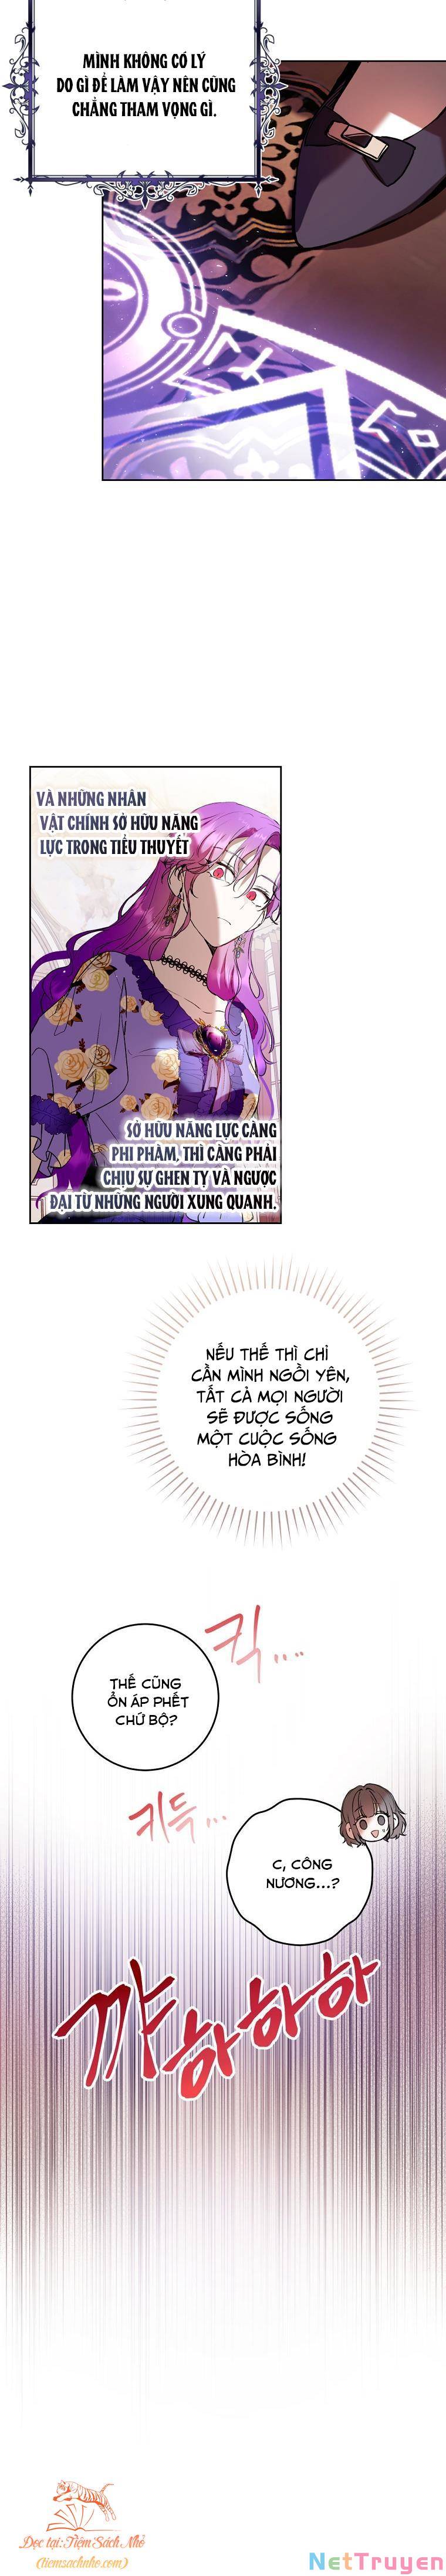 MÌNH KHÔNG CÓ LÝ
DO GÌ ĐỂ LÀM VẬY NÊN CŨNG
CHẲNG THAM VỌNG GÌ.
VÀ NHỮNG NHÂN
VẬT CHÍNH SỞ HỮU NĂNG
LỰC TRONG TIỂU THUYẾT
SỞ HỮU NĂNG LỰC CÀNG
PHI PHÀM, THÌ CÀNG PHẢI
CHỊU SỰ GHEN TỴ VÀ NGƯỢC
ĐẠI TỪ NHỮNG NGƯỜI XUNG QUANH.
NẾU THẾ THÌ CHỈ
CẦN MÌNH NGỒI YÊN,
TẤT CẢ MỌI NGƯỜI
SẼ ĐƯỢC SỐNG
MỘT CUỘC SỐNG
HÒA BÌNH!
킥....
THẾ CŨNG
ỔN ÁP PHẾT
CHỨ BỘ?
키득...
C, CÔNG
NƯƠNG...?
꺄하하하
Đọc tại: Tiệm Sách Nhỏ
(tiemsachnho.com)
NetTruyen